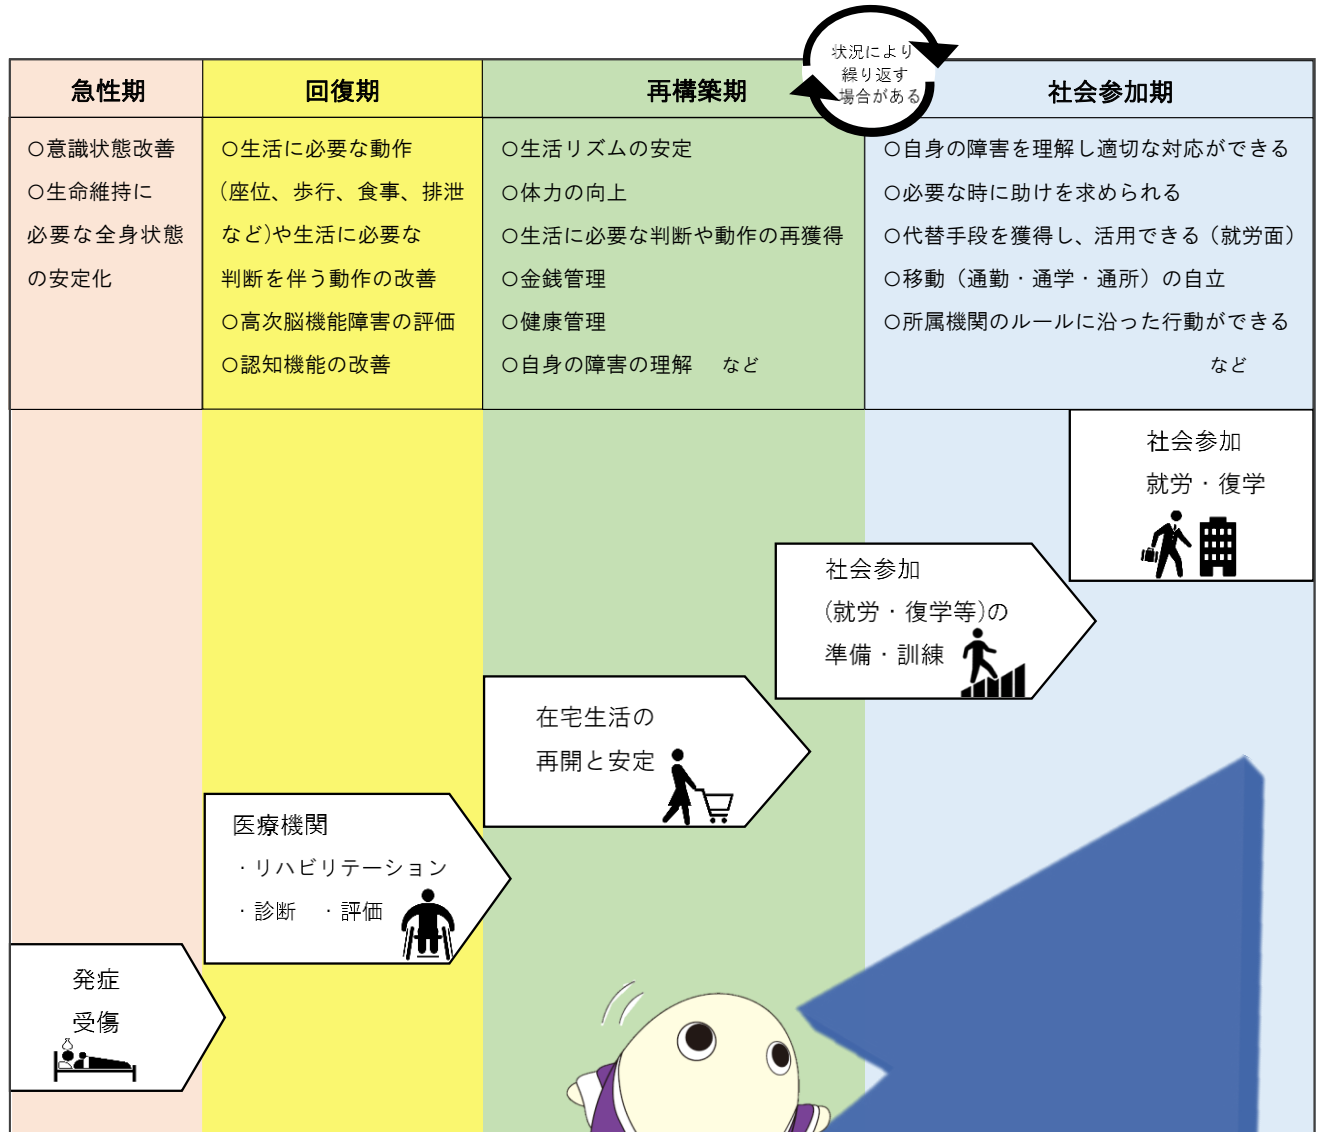 状況により
繰り返す
場合がある
急性期
回復期
再構築期
社会参加期
○意識状態改善
○生命維持に
必要な全身状態
の安定化
○生活に必要な動作
(座位、歩行、食事、排泄
など)や生活に必要な
判断を伴う動作の改善
○高次脳機能障害の評価
○認知機能の改善
○生活リズムの安定
○体力の向上
○生活に必要な判断や動作の再獲得
○金銭管理
○健康管理
○自身の障害の理解　など
○自身の障害を理解し適切な対応ができる
○必要な時に助けを求められる
○代替手段を獲得し、活用できる（就労面）
○移動（通勤・通学・通所）の自立
○所属機関のルールに沿った行動ができる
など
社会参加
就労・復学
社会参加
(就労・復学等)の
準備・訓練
在宅生活の
再開と安定
医療機関
・リハビリテーション
・診断　・評価
発症
受傷